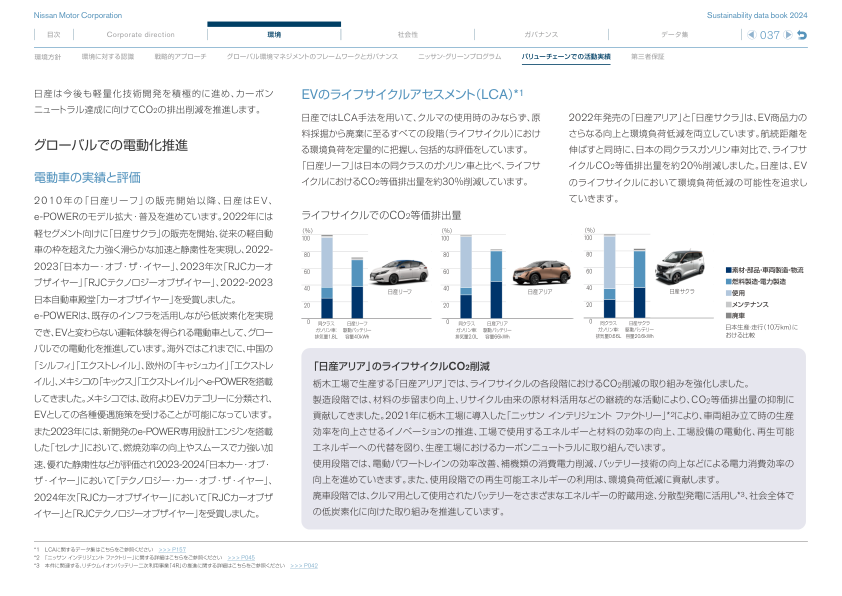 Nissan Motor Corporation
Sustainability data book 2024
目次
Corporate direction
環境
社会性
ガバナンス
データ集
037
環境方針
環境に対する認識
戦略的アプローチ
グローバル環境マネジメントのフレームワークとガバナンス
ニッサン・グリーンプログラム
バリューチェーンでの活動実績
第三者保証
日産は今後も軽量化技術開発を積極的に進め、カーボン
ニュートラル達成に向けてCO2の排出削減を推進します。
グローバルでの電動化推進
電動車の実績と評価
2010年の「日産リーフ」の販売開始以降、日産はEV、
e-POWERのモデル拡大・普及を進めています。2022年には
軽セグメント向けに「日産サクラ」の販売を開始、従来の軽自動
車の枠を超えた力強く滑らかな加速と静粛性を実現し、2022-
2023「日本カー・オブ・ザ・イヤー」、2023年次「RJCカーオ
ブザイヤー」「RJCテクノロジーオブザイヤー」、2022-2023
日本自動車殿堂「カーオブザイヤー」を受賞しました。
e-POWERは、既存のインフラを活用しながら低炭素化を実現
でき、EVと変わらない運転体験を得られる電動車として、グロー
バルでの電動化を推進しています。海外ではこれまでに、中国の
「シルフィ」「エクストレイル」、欧州の「キャシュカイ」「エクストレ
イル」、メキシコの「キックス」「エクストレイル」へe-POWERを搭載
してきました。メキシコでは、政府よりEVカテゴリーに分類され、
EVとしての各種優遇施策を受けることが可能になっています。
また2023年には、新開発のe-POWER専用設計エンジンを搭載
した「セレナ」において、燃焼効率の向上やスムースで力強い加
速、優れた静粛性などが評価され2023-2024「日本カー・オブ・
ザ・イヤー」において「テクノロジー・カー・オブ・ザ・イヤー」、
2024年次「RJCカーオブザイヤー」において「RJCカーオブザ
イヤー」と「RJCテクノロジーオブザイヤー」を受賞しました。
EVのライフサイクルアセスメント(LCA)*1
日産ではLCA手法を用いて、クルマの使用時のみならず、原
料採掘から廃棄に至るすべての段階(ライフサイクル)におけ
る環境負荷を定量的に把握し、包括的な評価をしています。
「日産リーフ」は日本の同クラスのガソリン車と比べ、ライフサ
イクルにおけるCO2等価排出量を約30%削減しています。
2022年発売の「日産アリア」と「日産サクラ」は、EV商品力の
さらなる向上と環境負荷低減を両立しています。航続距離を
伸ばすと同時に、日本の同クラスガソリン車対比で、ライフサ
イクルCO2等価排出量を約20%削減しました。日産は、EV
のライフサイクルにおいて環境負荷低減の可能性を追求し
ていきます。
ライフサイクルでのCO2等価排出量
(%)
100
80
60
40
20
0
同クラス
ガソリン車:
排気量1.8L
日産リーフ
駆動バッテリー
容量40kWh
日産リーフ
(%)
100
80
60
40
20
0
同クラス
ガソリン車:
排気量2.0L
日産アリア
駆動バッテリー
容量66kWh
日産アリア
(%)
100
80
60
40
20
0
同クラス
ガソリン車:
排気量0.66L
日産サクラ
駆動バッテリー
容量20.6kWh
日産サクラ
素材・部品・車両製造・物流
燃料製造・電力製造
使用
メンテナンス
廃車
日本生産・走行(10万km)に
おける比較
「日産アリア」のライフサイクルCO2削減
栃木工場で生産する「日産アリア」では、ライフサイクルの各段階におけるCO2削減の取り組みを強化しました。
製造段階では、材料の歩留まり向上、リサイクル由来の原材料活用などの継続的な活動により、CO2等価排出量の抑制に
貢献してきました。2021年に栃木工場に導入した「ニッサン インテリジェント ファクトリー」*2により、車両組み立て時の生産
効率を向上させるイノベーションの推進、工場で使用するエネルギーと材料の効率の向上、工場設備の電動化、再生可能
エネルギーへの代替を図り、生産工場におけるカーボンニュートラルに取り組んでいます。
使用段階では、電動パワートレインの効率改善、補機類の消費電力削減、バッテリー技術の向上などによる電力消費効率の
向上を進めていきます。また、使用段階での再生可能エネルギーの利用は、環境負荷低減に貢献します。
廃車段階では、クルマ用として使用されたバッテリーをさまざまなエネルギーの貯蔵用途、分散型発電に活用し*3、社会全体で
の低炭素化に向けた取り組みを推進しています。
*1 LCAに関するデータ集はこちらをご参照ください >>> P107
*2 「ニッサン インテリジェント ファクトリー」に関する詳細はこちらをご参照ください >>> P045
*3 本件に関連する、リチウムイオンバッテリー二次利用事業「4R」の推進に関する詳細はこちらをご参照ください >>> P042